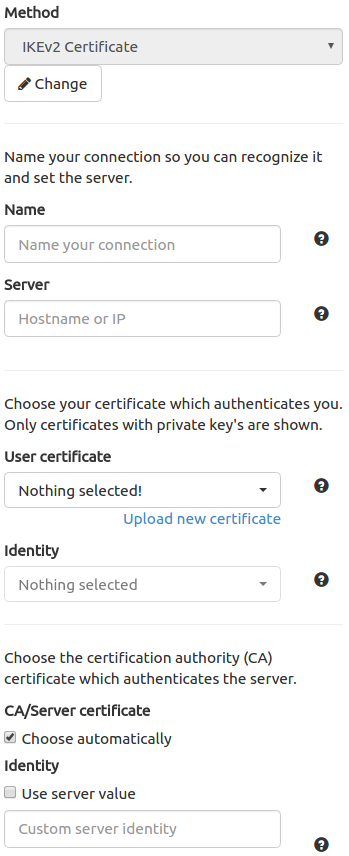 Method
IKEv2 Certificate
Change
Name your connection so you can recognize it
and set the server.
Name
Name your connection
Server
Hostname or IP
Choose your certificate which authenticates you.
Only certificates with private key's are shown.
User certificate
Nothing selected!
Upload new certificate
Identity
Nothing selected
Choose the certification authority (CA)
certificate which authenticates the server.
CA/Server certificate
Choose automatically
Identity
Use server value
Custom server identity